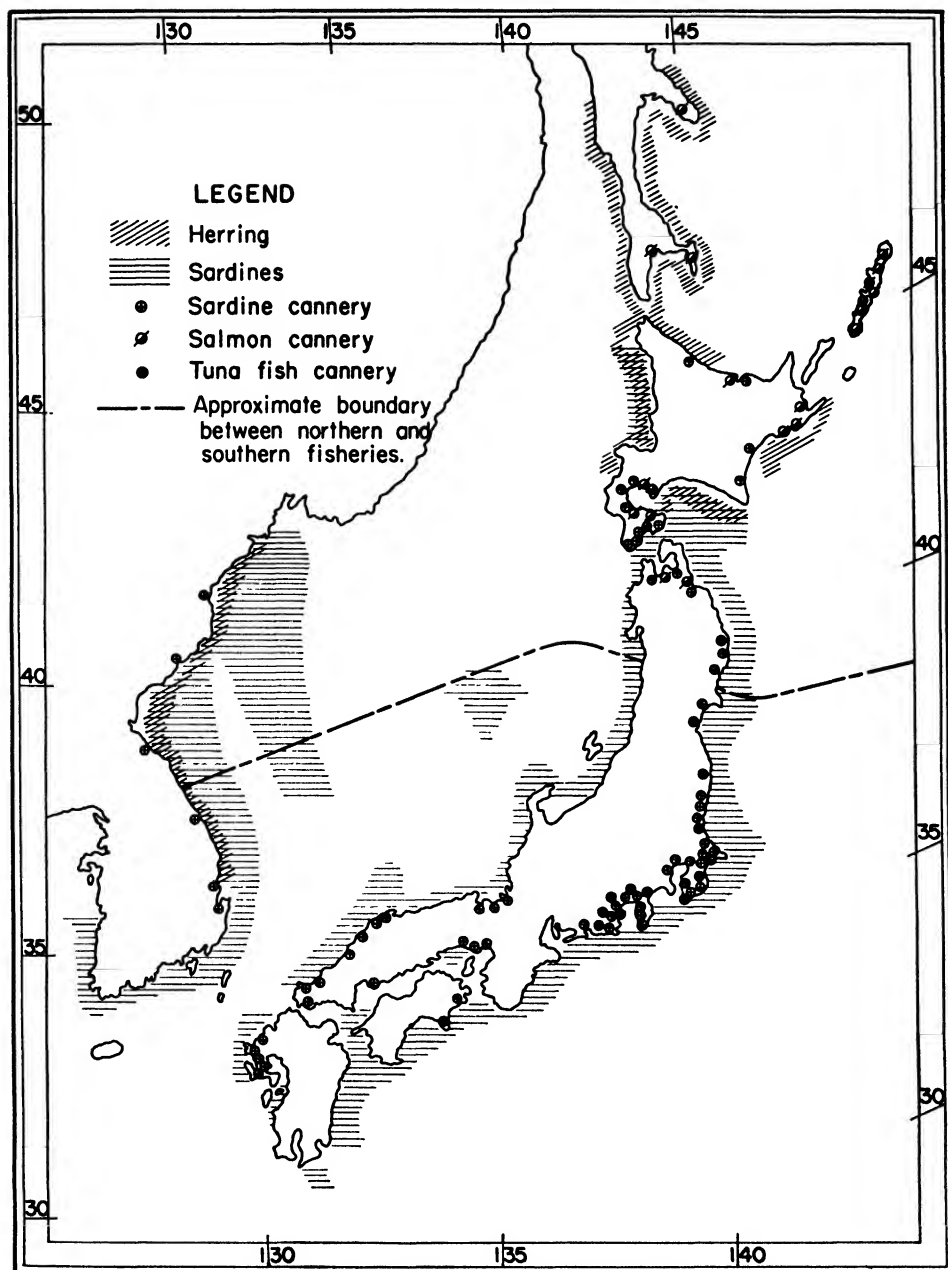 130 135 140 145
50
LEGEND
Herring
Sardines
Sardine cannery
Salmon cannery
Tuna fish cannery
Approximate boundary
between northern and
southern fisheries.
45
45
40
40
35
35
30
30
130 135 140